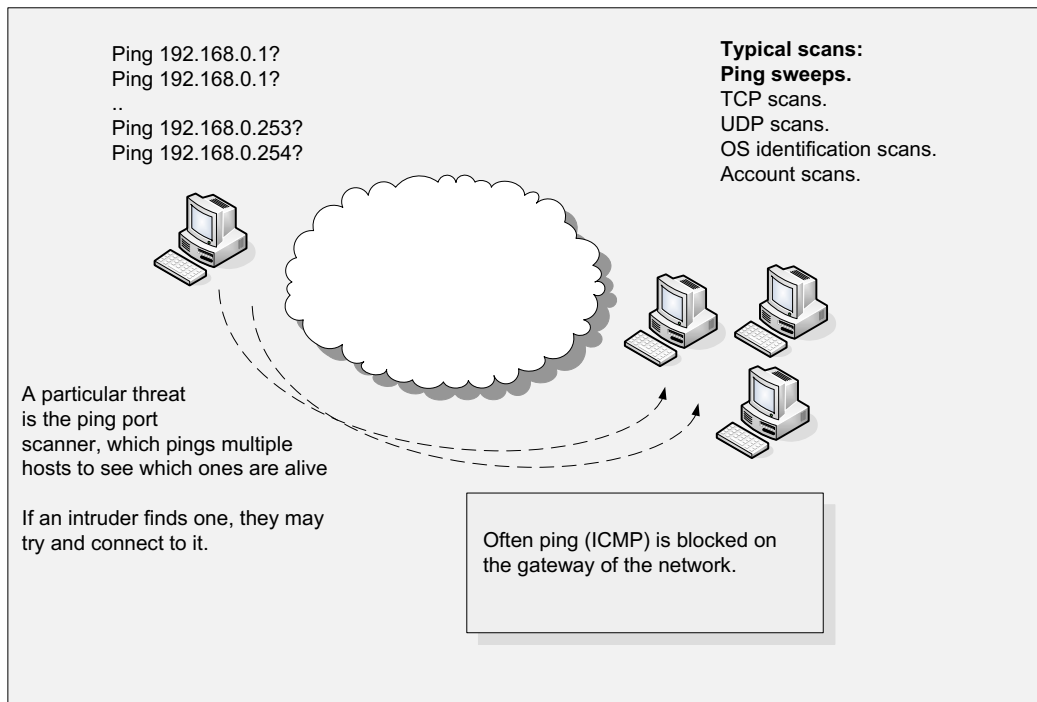 Ping 192.168.0.1?
Ping 192.168.0.1?
..
Ping 192.168.0.253?
Ping 192.168.0.254?
Typical scans:
Ping sweeps.
TCP scans.
UDP scans.
OS identification scans.
Account scans.
A particular threat
is the ping port
scanner, which pings multiple
hosts to see which ones are alive
If an intruder finds one, they may
try and connect to it.
Often ping (ICMP) is blocked on
the gateway of the network.